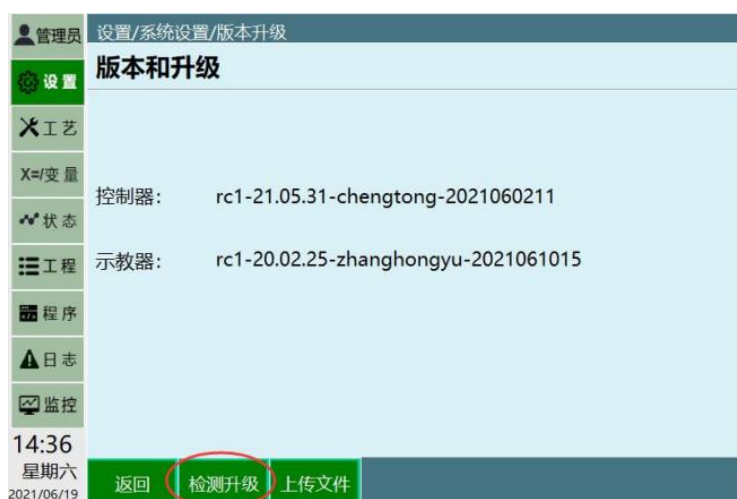 管理员
设置/系统设置/版本升级
设置
版本和升级
工艺
X=/变量
控制器: rc1-21.05.31-chengtong-2021060211
状态
示教器: rc1-20.02.25-zhanghongyu-2021061015
工程
程序
日志
监控
14:36
星期六
2021/06/19
返回
检测升级
上传文件